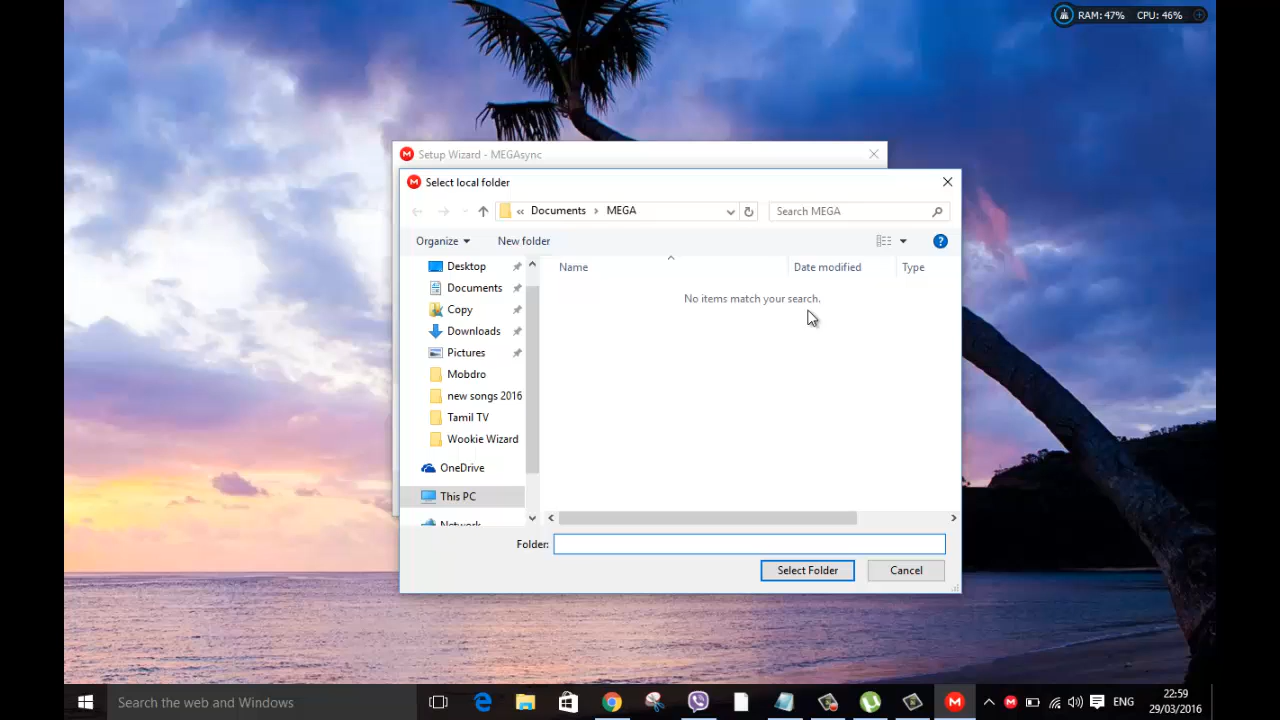 RAM: 47% CPU: 46%
Setup Wizard - MEGAsync
Select local folder
« Documents > MEGA
Search MEGA
Organize
New folder
Name
Date modified
Type
No items match your search.
Desktop
Documents
Copy
Downloads
Pictures
Mobdro
new songs 2016
Tamil TV
Wookie Wizard
OneDrive
This PC
Network
Folder:
Select Folder
Cancel
Search the web and Windows
ENG
22:59
29/03/2016